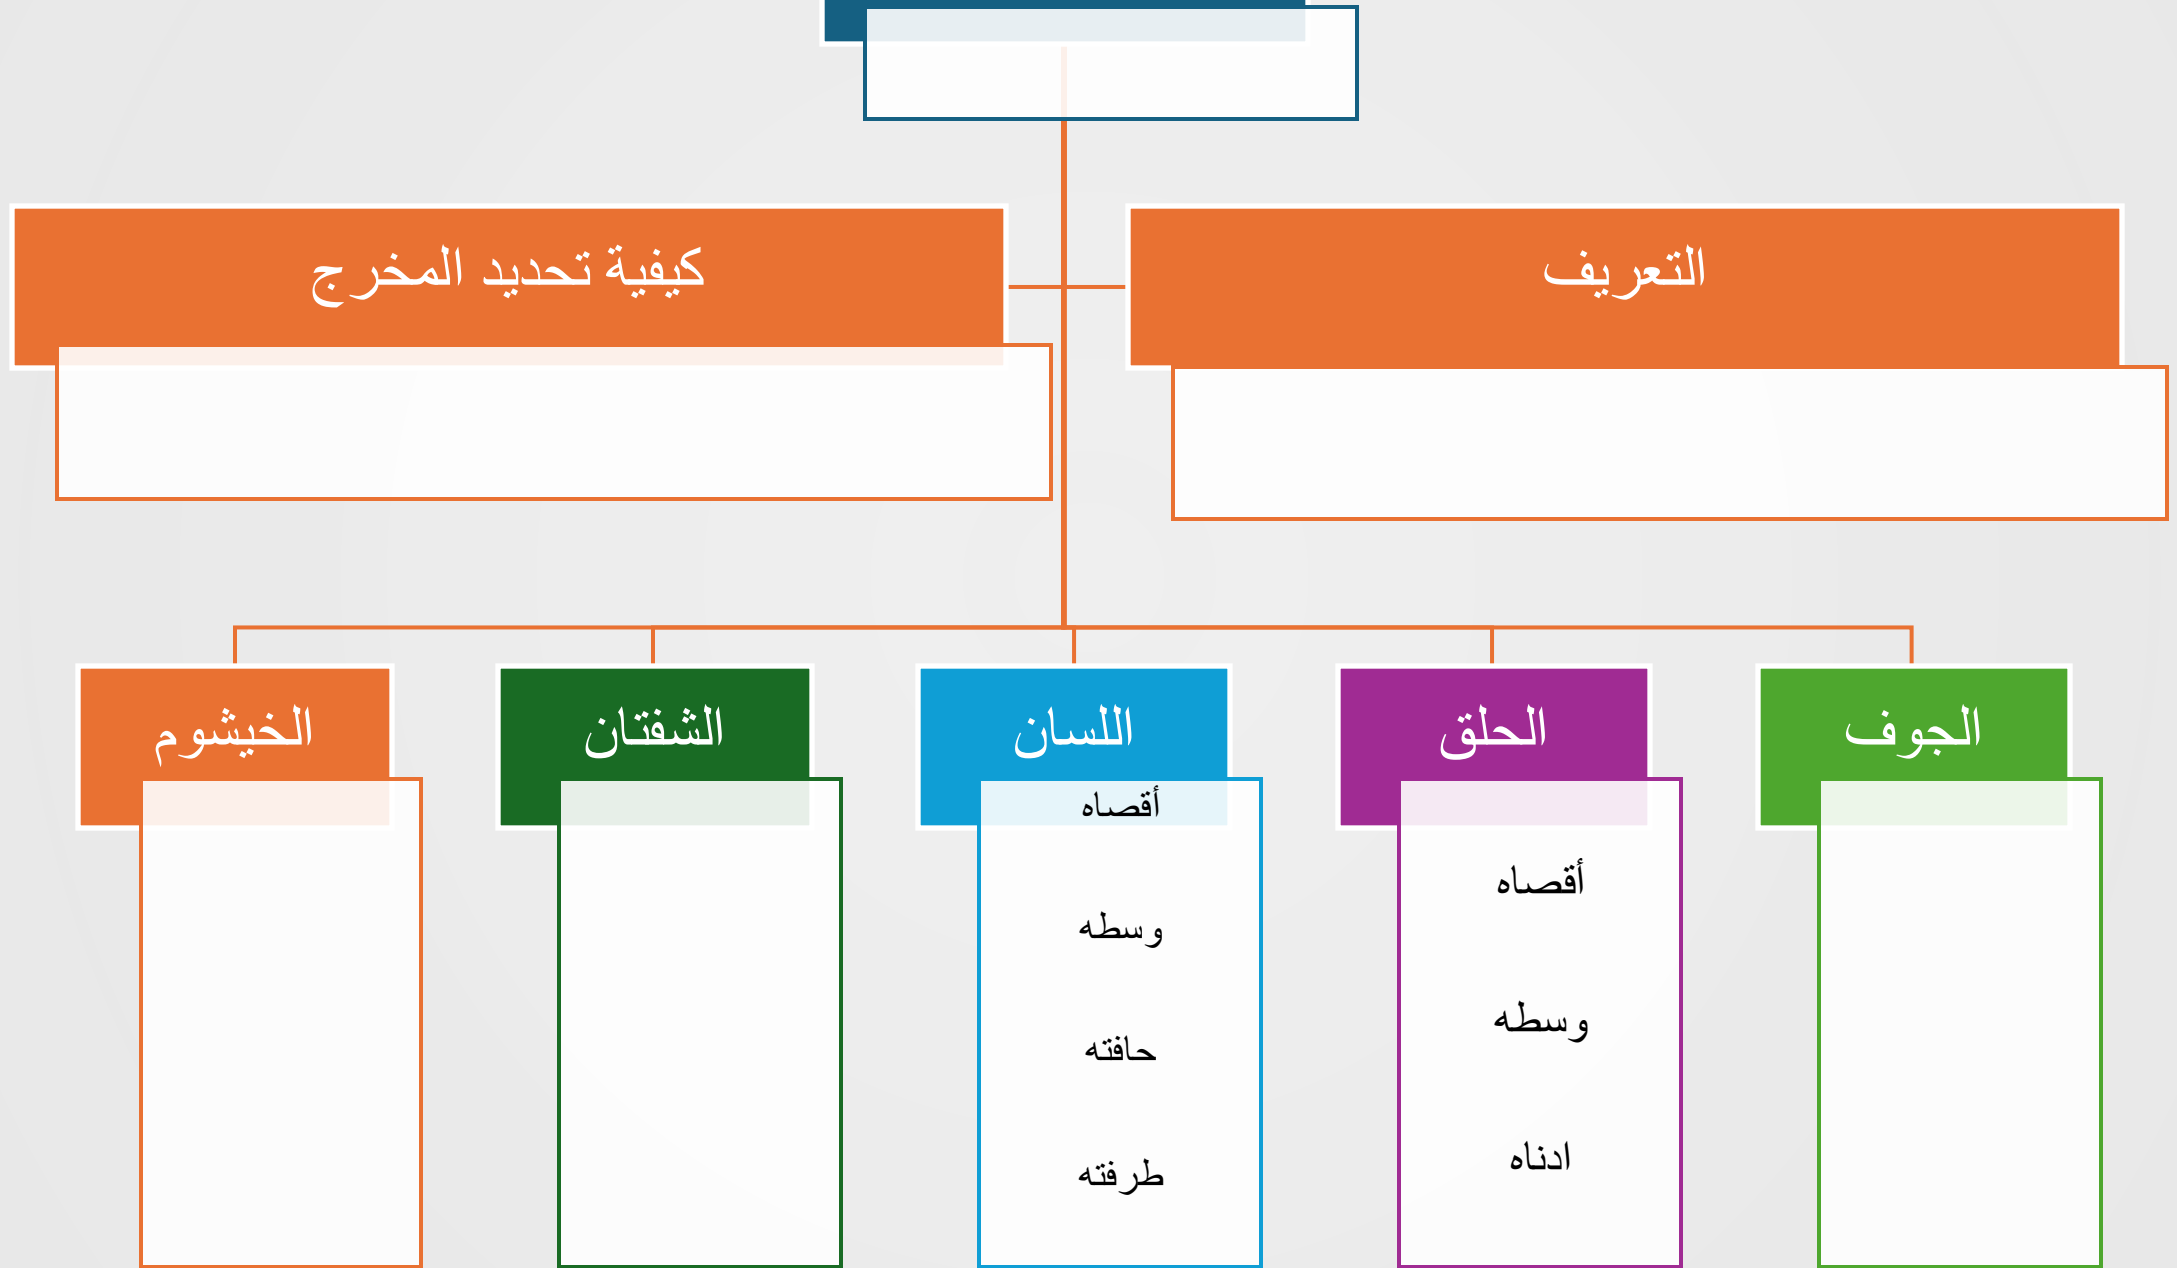 التعريف
كيفية تحديد المخرج
الجوف
الحلق
أقصاه
وسطه
ادناه
اللسان
أقصاه
وسطه
حافته
طرفته
الشفتان
الخيشوم